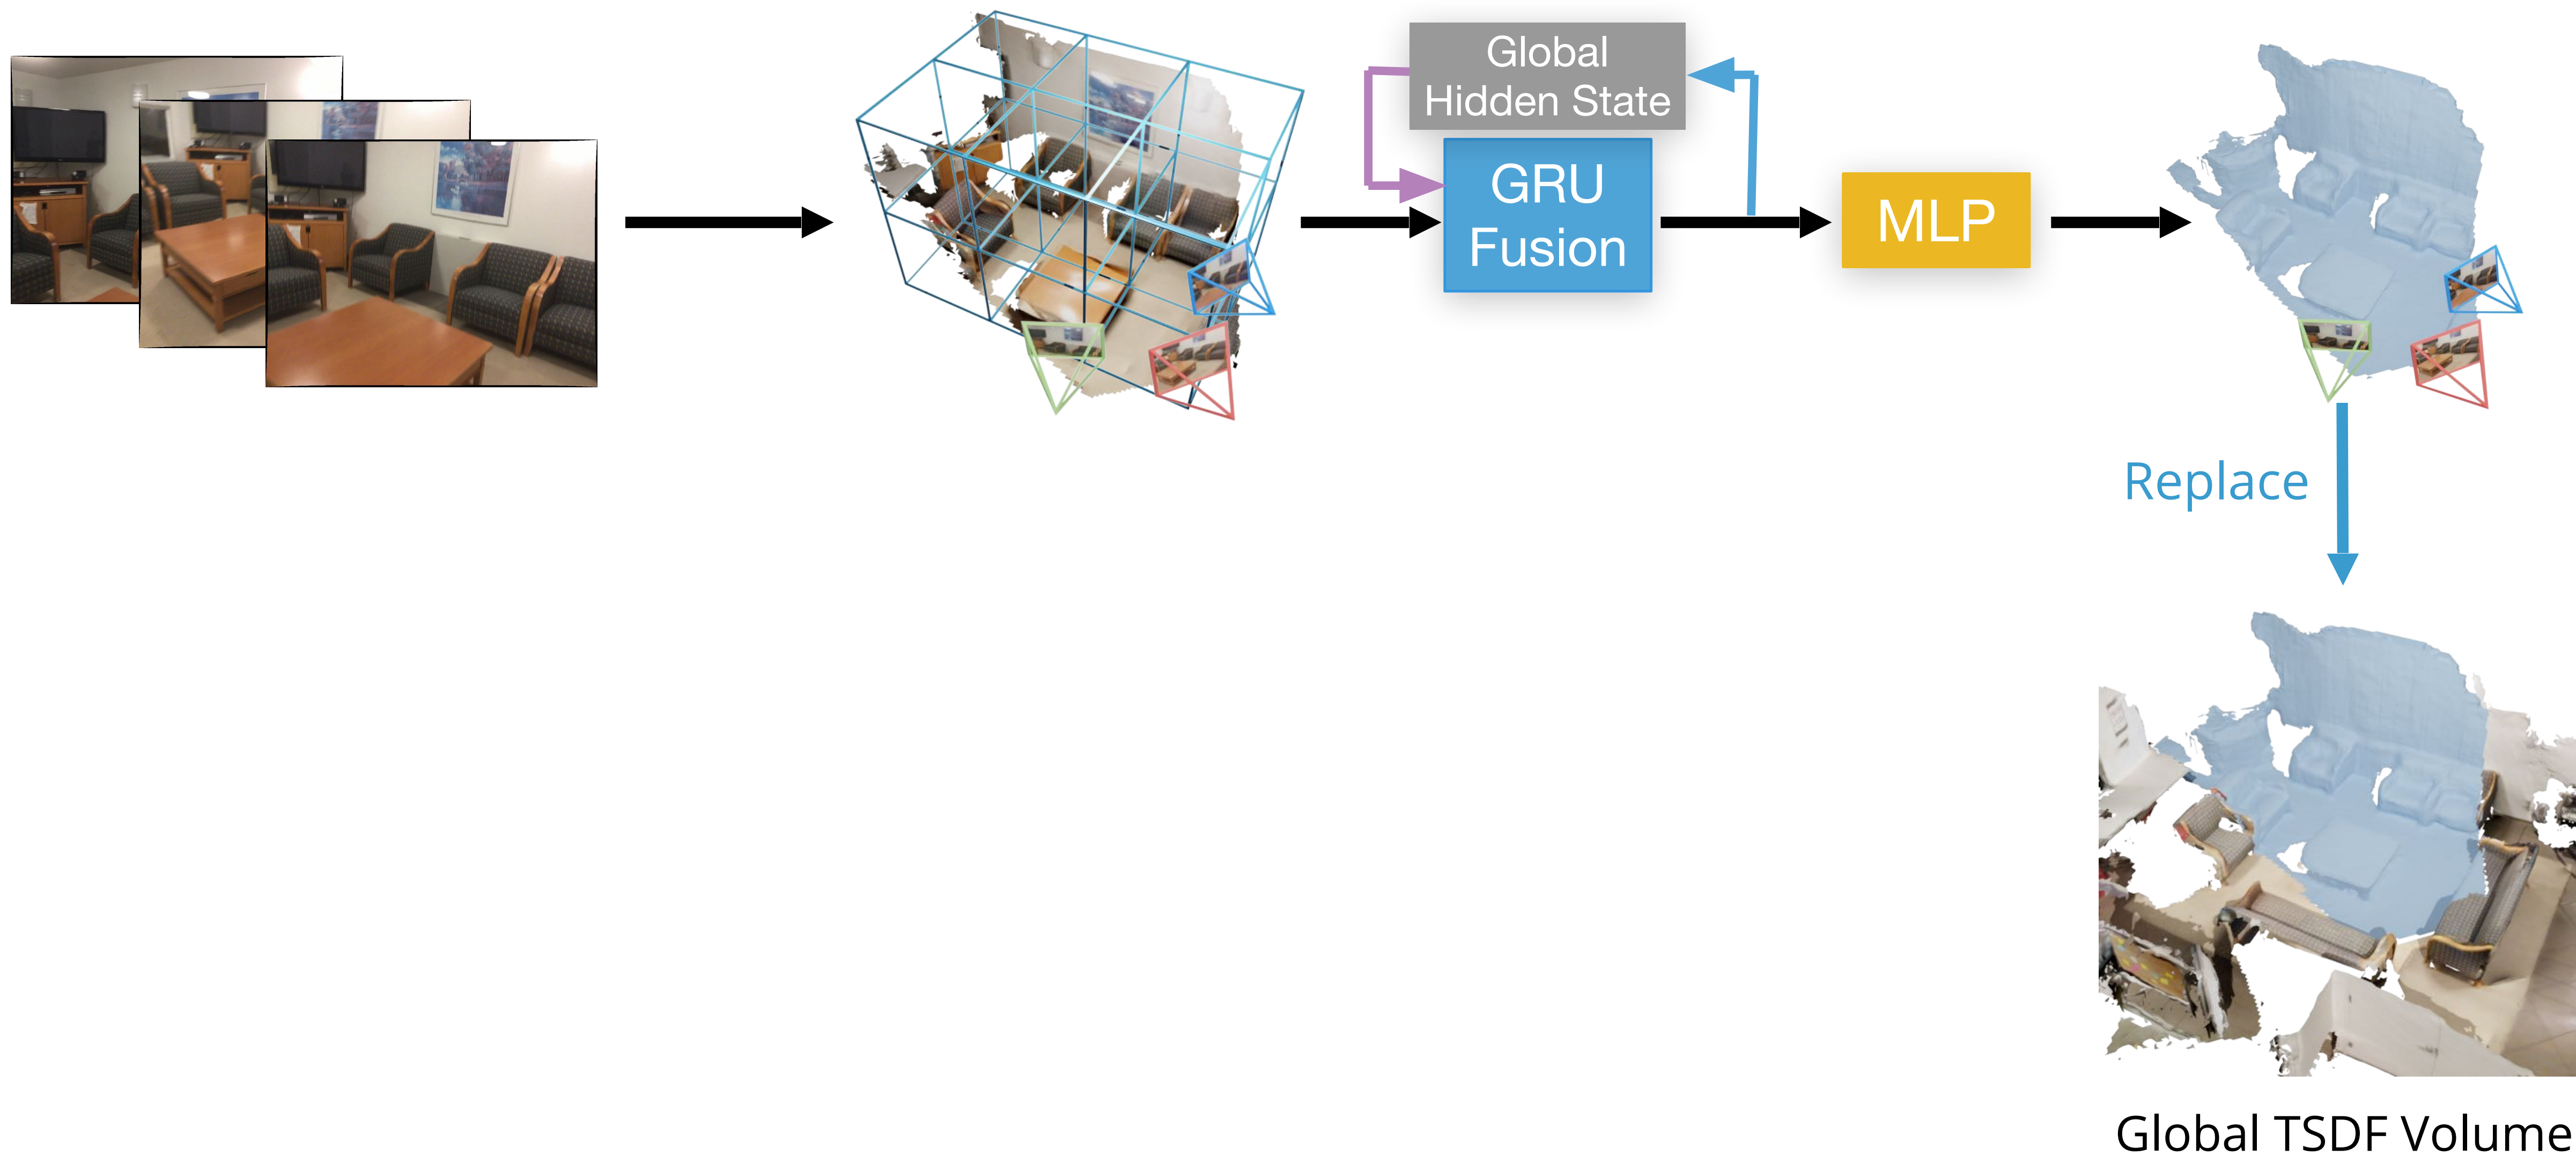 Global
Hidden State
GRU
Fusion
MLP
Replace
Global TSDF Volume